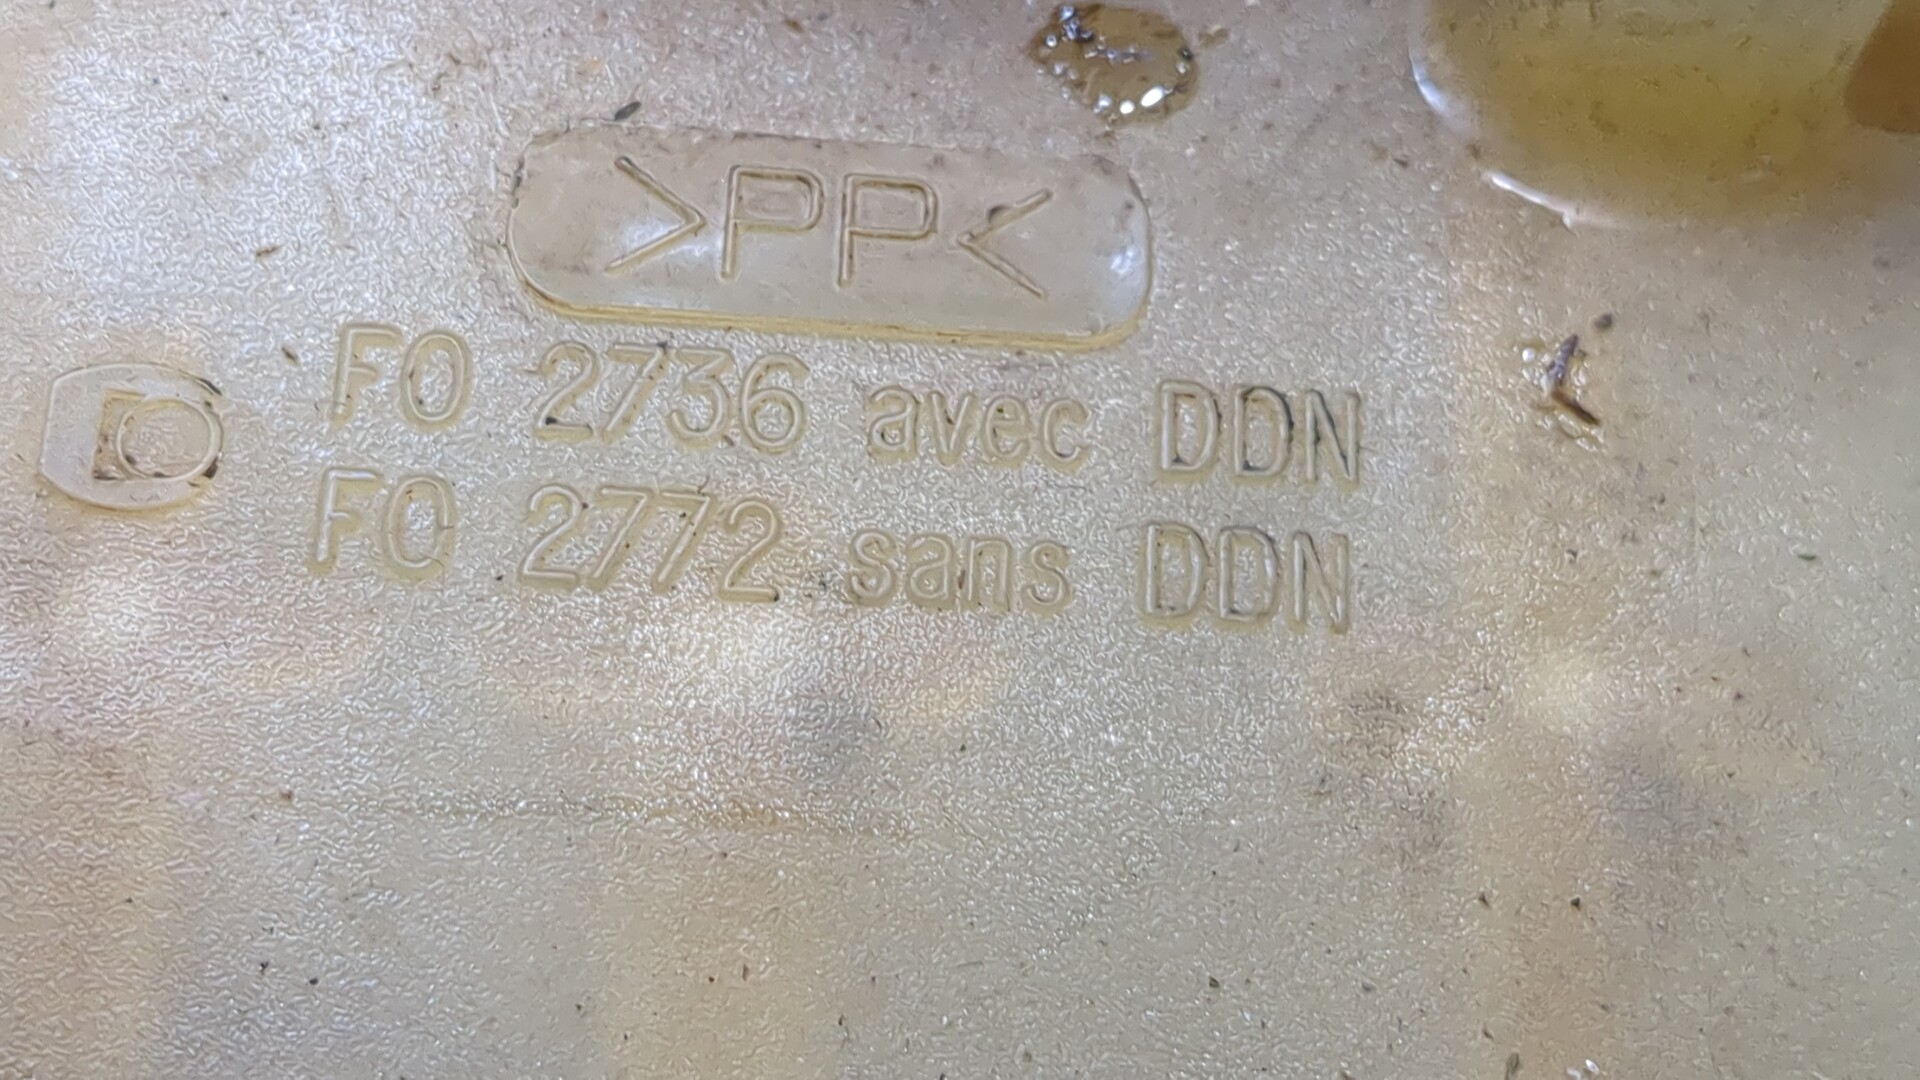 >PP<
FO 2736 avec DDN
FO 2772 sans DDN